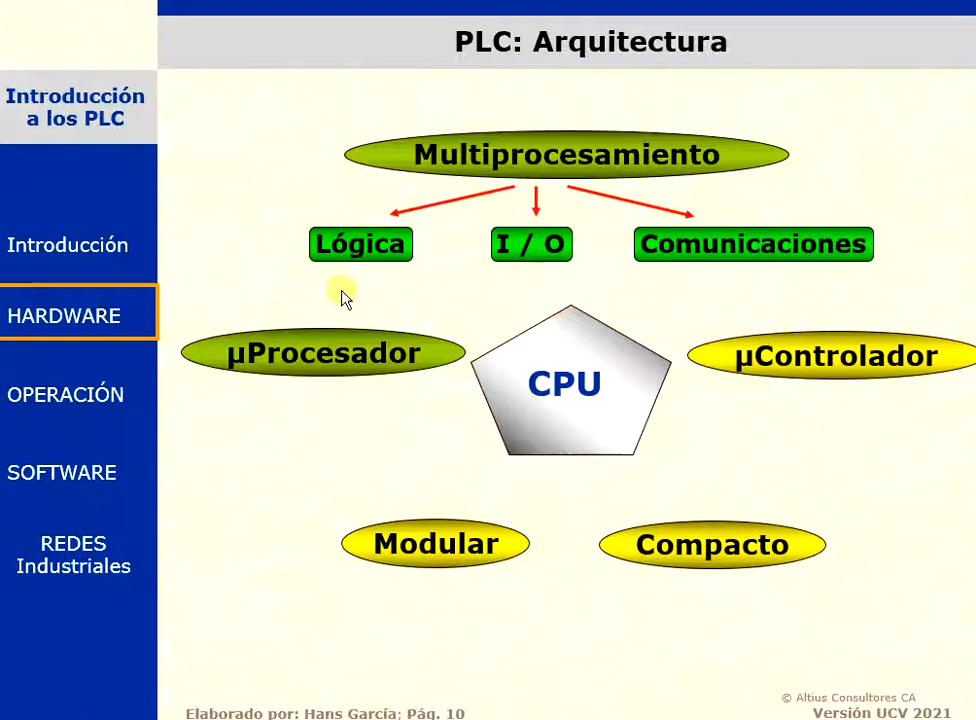 PLC: Arquitectura
Introducción
a los PLC
Introducción
HARDWARE
OPERACIÓN
SOFTWARE
REDES
Industriales
Multiprocesamiento
Lógica
I / O
Comunicaciones
µProcesador
CPU
µControlador
Modular
Compacto
© Altius Consultores CA
Elaborado por: Hans García; Pág. 10
Versión UCV 2021